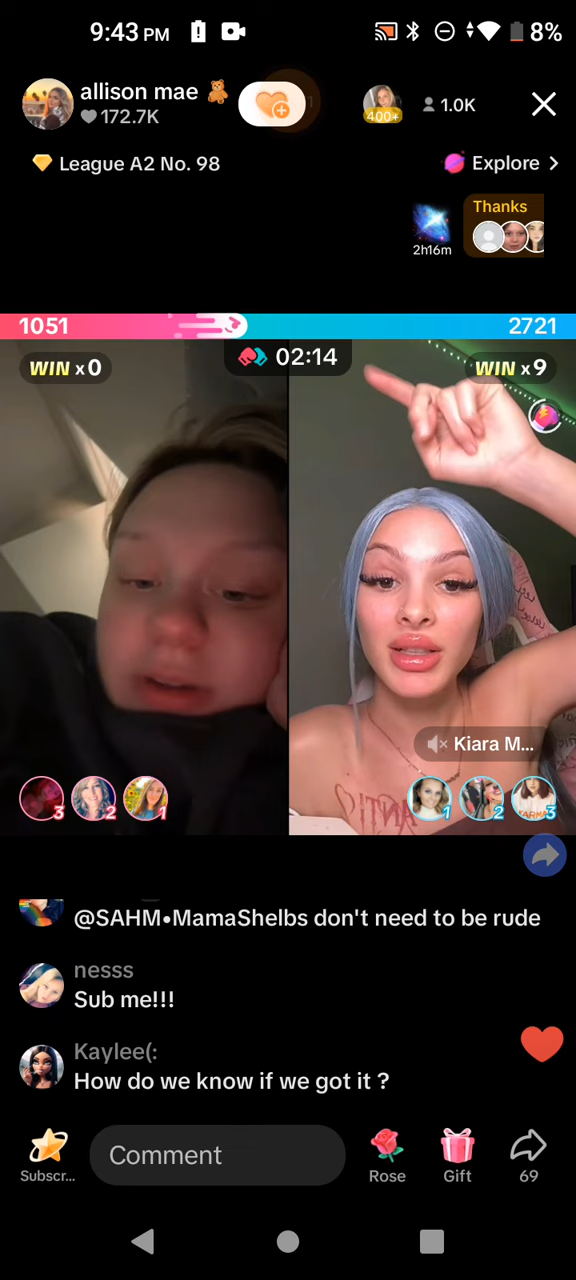 9:43 PM
8%
allison mae
172.7K
400+
1.0K
League A2 No. 98
Explore
2h16m
Thanks
1051
2721
WIN x0
02:14
WIN x9
Kiara M...
3
2
1
1
2
3
@SAHM•MamaShelbs don't need to be rude
nesss
Sub me!!!
Kaylee(:
How do we know if we got it ?
Subscr...
Comment
Rose
Gift
69